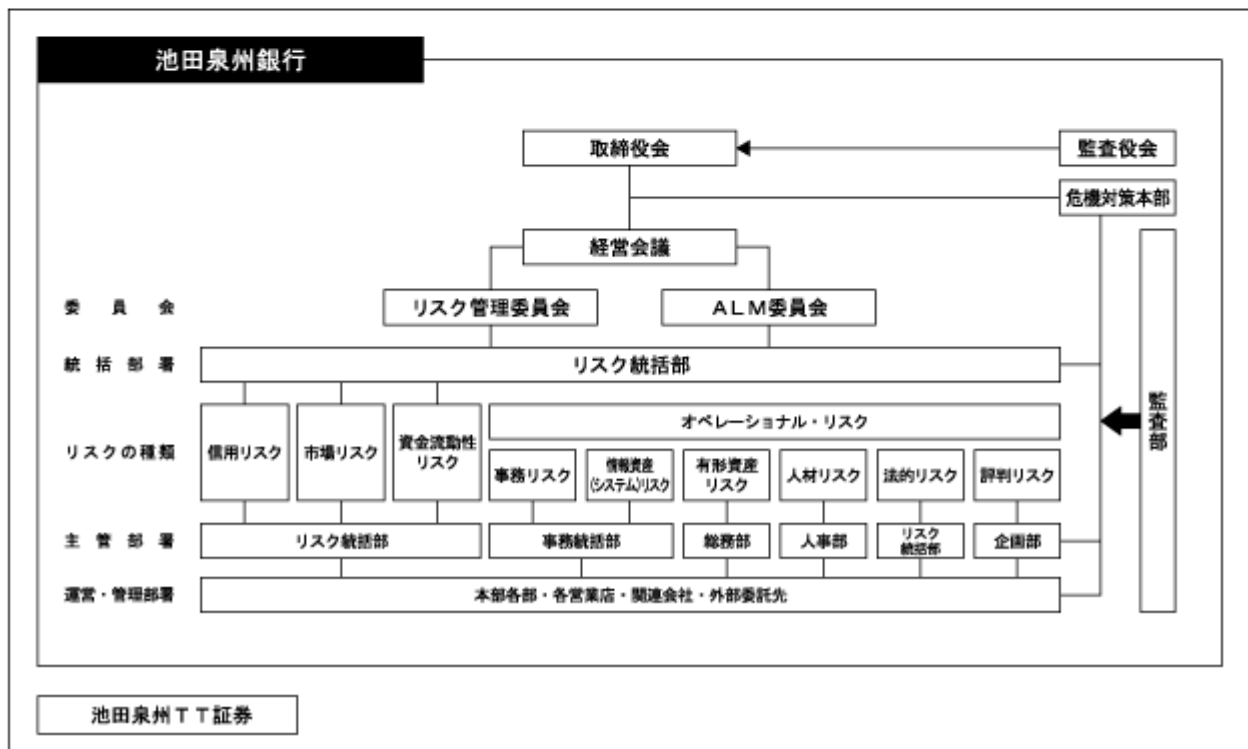 池田泉州銀行
取締役会
監査役会
危機対策本部
経営会議
委員会
リスク管理委員会
ALM委員会
統括部署
リスク統括部
監査部
リスクの種類
信用リスク
市場リスク
資金流動性
リスク
オペレーショナル・リスク
事務リスク
情報資産
(システム)リスク
有形資産
リスク
人材リスク
法的リスク
評判リスク
主管部署
リスク統括部
事務統括部
総務部
人事部
リスク
統括部
企画部
運営・管理部署
本部各部・各営業店・関連会社・外部委託先
池田泉州TT証券